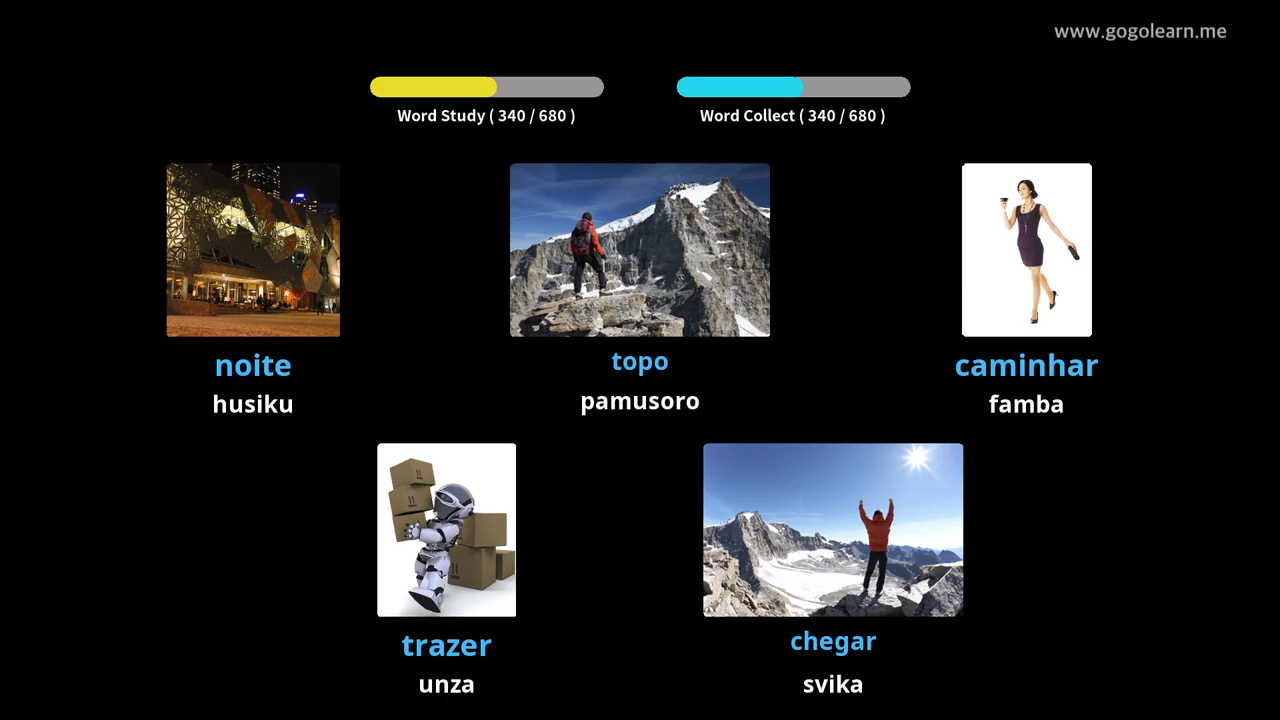 www.gogolearn.me
Word Study ( 340 / 680 )
Word Collect ( 340 / 680 )
noite
husiku
topo
pamusoro
caminhar
famba
trazer
unza
chegar
svika